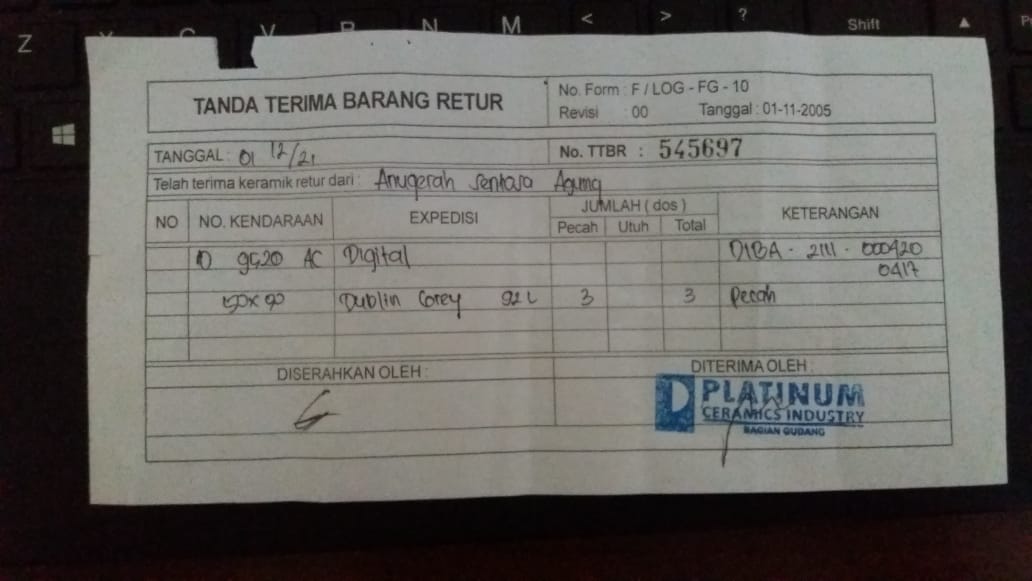 TANDA TERIMA BARANG RETUR
No. Form : F / LOG - FG - 10
Revisi : 00 Tanggal : 01-11-2005
TANGGAL : 01 12/21
No. TTBR : 545697
Telah terima keramik retur dari : Anugerah Sentosa Agung
NO NO. KENDARAAN EXPEDISI JUMLAH ( dos ) KETERANGAN
Pecah Utuh Total
D 9520 AC Digital DIBA - 2111 - 000420
0417
Dublin Corey 92 L 3 3 Pecah
DISERAHKAN OLEH :
DITERIMA OLEH :
PLATINUM
CERAMICS INDUSTRY
BAGIAN GUDANG
Z X C V B N M < > ? Shift